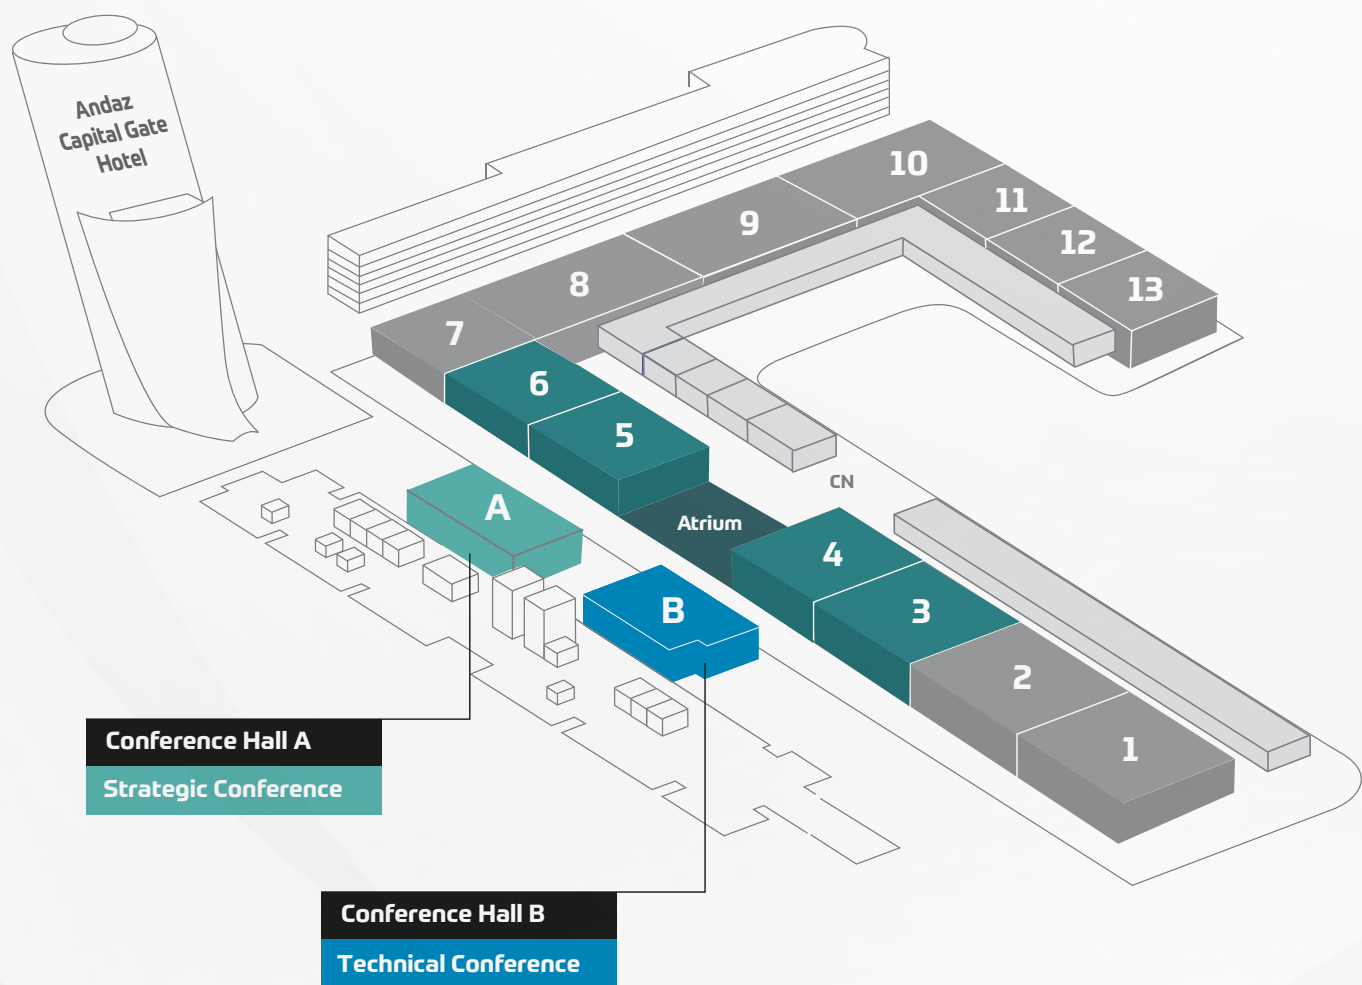 Andaz
Capital Gate
Hotel
10
11
9
12
8
13
7
6
5
A
CN
Atrium
4
B
3
2
1
Conference Hall A
Strategic Conference
Conference Hall B
Technical Conference